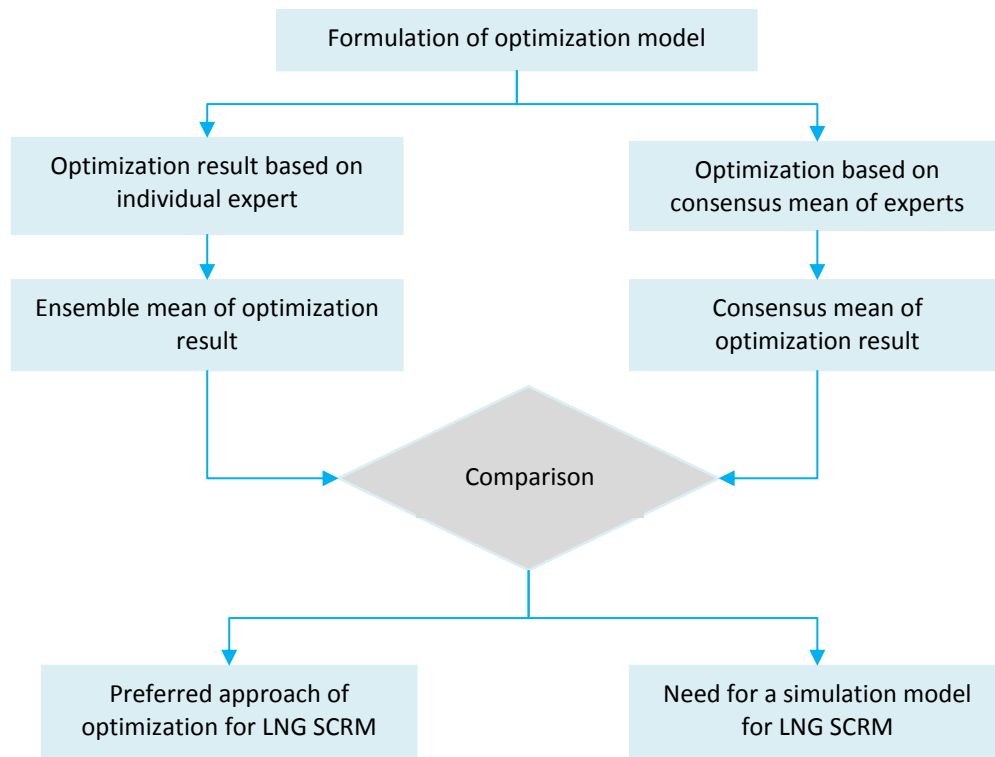 Formulation of optimization model
Optimization result based on
individual expert
Optimization based on
consensus mean of experts
Ensemble mean of optimization
result
Consensus mean of
optimization result
Comparison
Preferred approach of
optimization for LNG SCRM
Need for a simulation model
for LNG SCRM